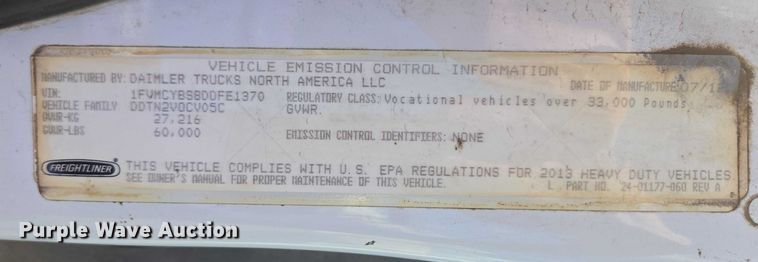 VEHICLE EMISSION CONTROL INFORMATION
MANUFACTURED BY: DAIMLER TRUCKS NORTH AMERICA LLC DATE OF MANUFACTURE: 07/12
VIN: 1FVMCYBS8DDFE1370 REGULATORY CLASS: Vocational vehicles over 33,000 Pounds
VEHICLE FAMILY DDTN2VOCV05C GVWR.
GVWR-KG 27,216
GVWR-LBS 60,000 EMISSION CONTROL IDENTIFIERS: NONE
FREIGHTLINER THIS VEHICLE COMPLIES WITH U.S. EPA REGULATIONS FOR 2013 HEAVY DUTY VEHICLES
SEE OWNER'S MANUAL FOR PROPER MAINTENANCE OF THIS VEHICLE. L PART NO. 24-01177-060 REV A
Purple Wave Auction